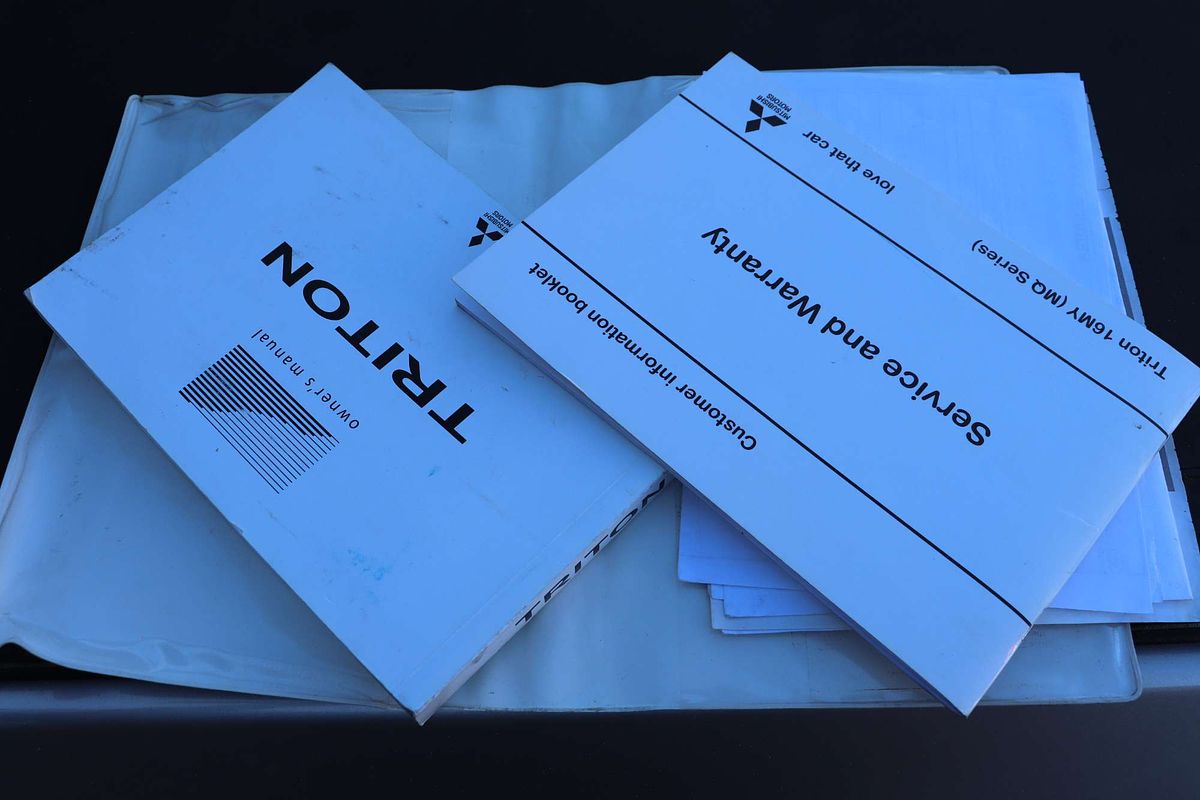 MITSUBISHI
MOTORS
TRITON
owner's manual
TRITON
MITSUBISHI
MOTORS
love that car
Triton 16MY (MQ Series)
Service and Warranty
Customer information booklet